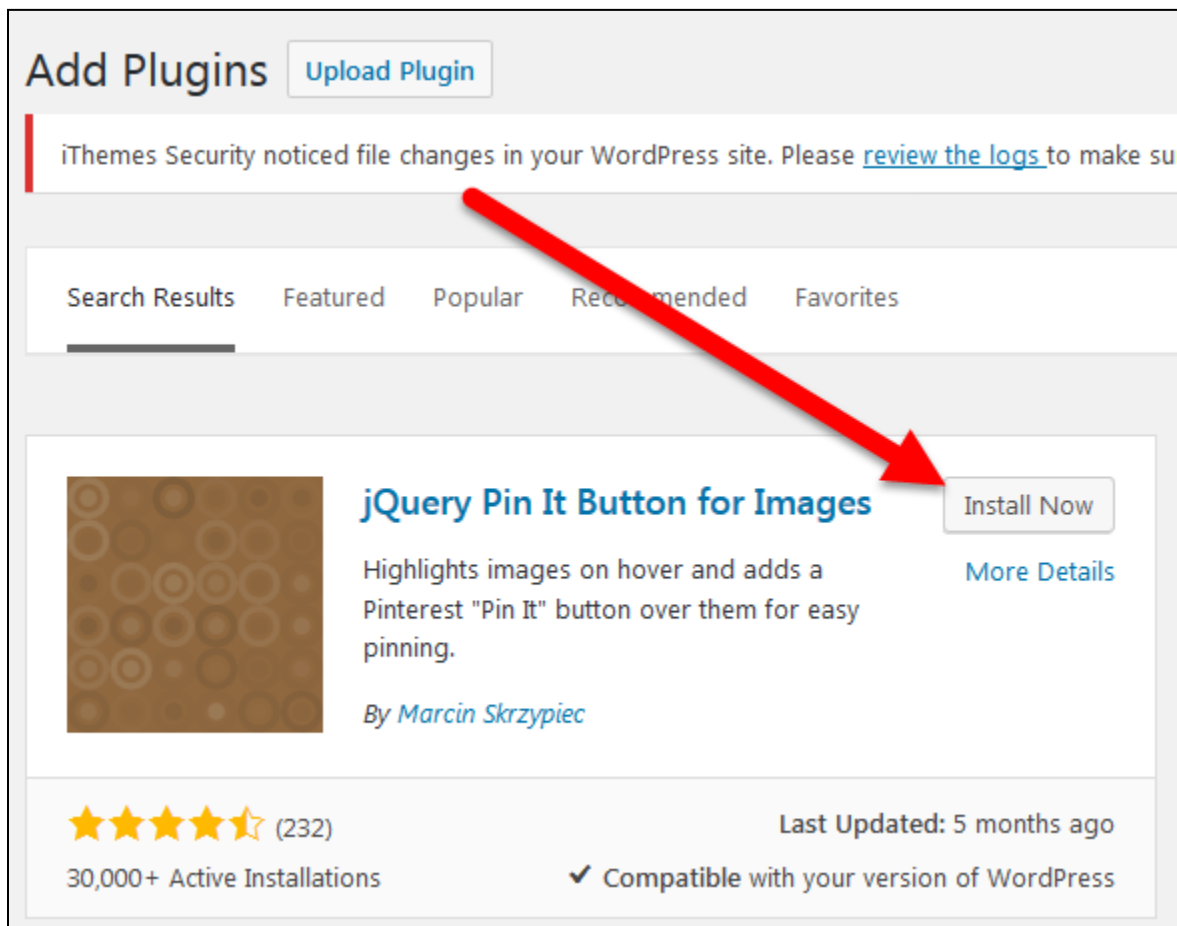 Add Plugins Upload Plugin
iThemes Security noticed file changes in your WordPress site. Please review the logs to make su
Search Results Featured Popular Recommended Favorites
jQuery Pin It Button for Images Install Now
Highlights images on hover and adds a More Details
Pinterest "Pin It" button over them for easy
pinning.
By Marcin Skrzypiec
(232) Last Updated: 5 months ago
30,000+ Active Installations ✔ Compatible with your version of WordPress